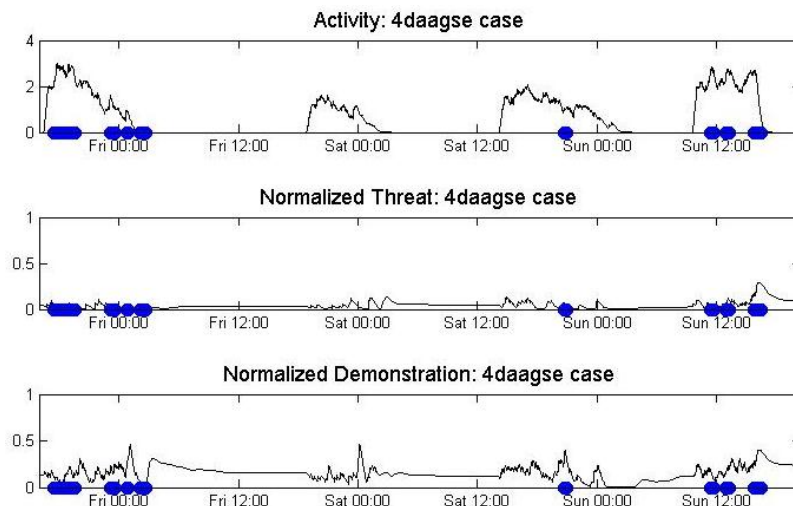 Activity: 4daagse case
4
2
0
Fri 00:00 Fri 12:00 Sat 00:00 Sat 12:00 Sun 00:00 Sun 12:00
Normalized Threat: 4daagse case
1
0.5
0
Fri 00:00 Fri 12:00 Sat 00:00 Sat 12:00 Sun 00:00 Sun 12:00
Normalized Demonstration: 4daagse case
1
0.5
0
Fri 00:00 Fri 12:00 Sat 00:00 Sat 12:00 Sun 00:00 Sun 12:00